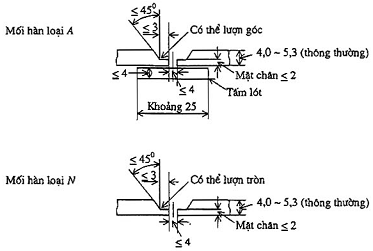 Mối hàn loại A
≤45⁰
≤3
Có thể lượn góc
4,0 ~ 5,3 (thông thường)
Mặt chân ≤ 2
≤4
Tấm lót
≤4
Khoảng 25
Mối hàn loại N
≤45⁰
≤3
Có thể lượn tròn
4,0 ~ 5,3 (thông thường)
Mặt chân ≤ 2
≤4